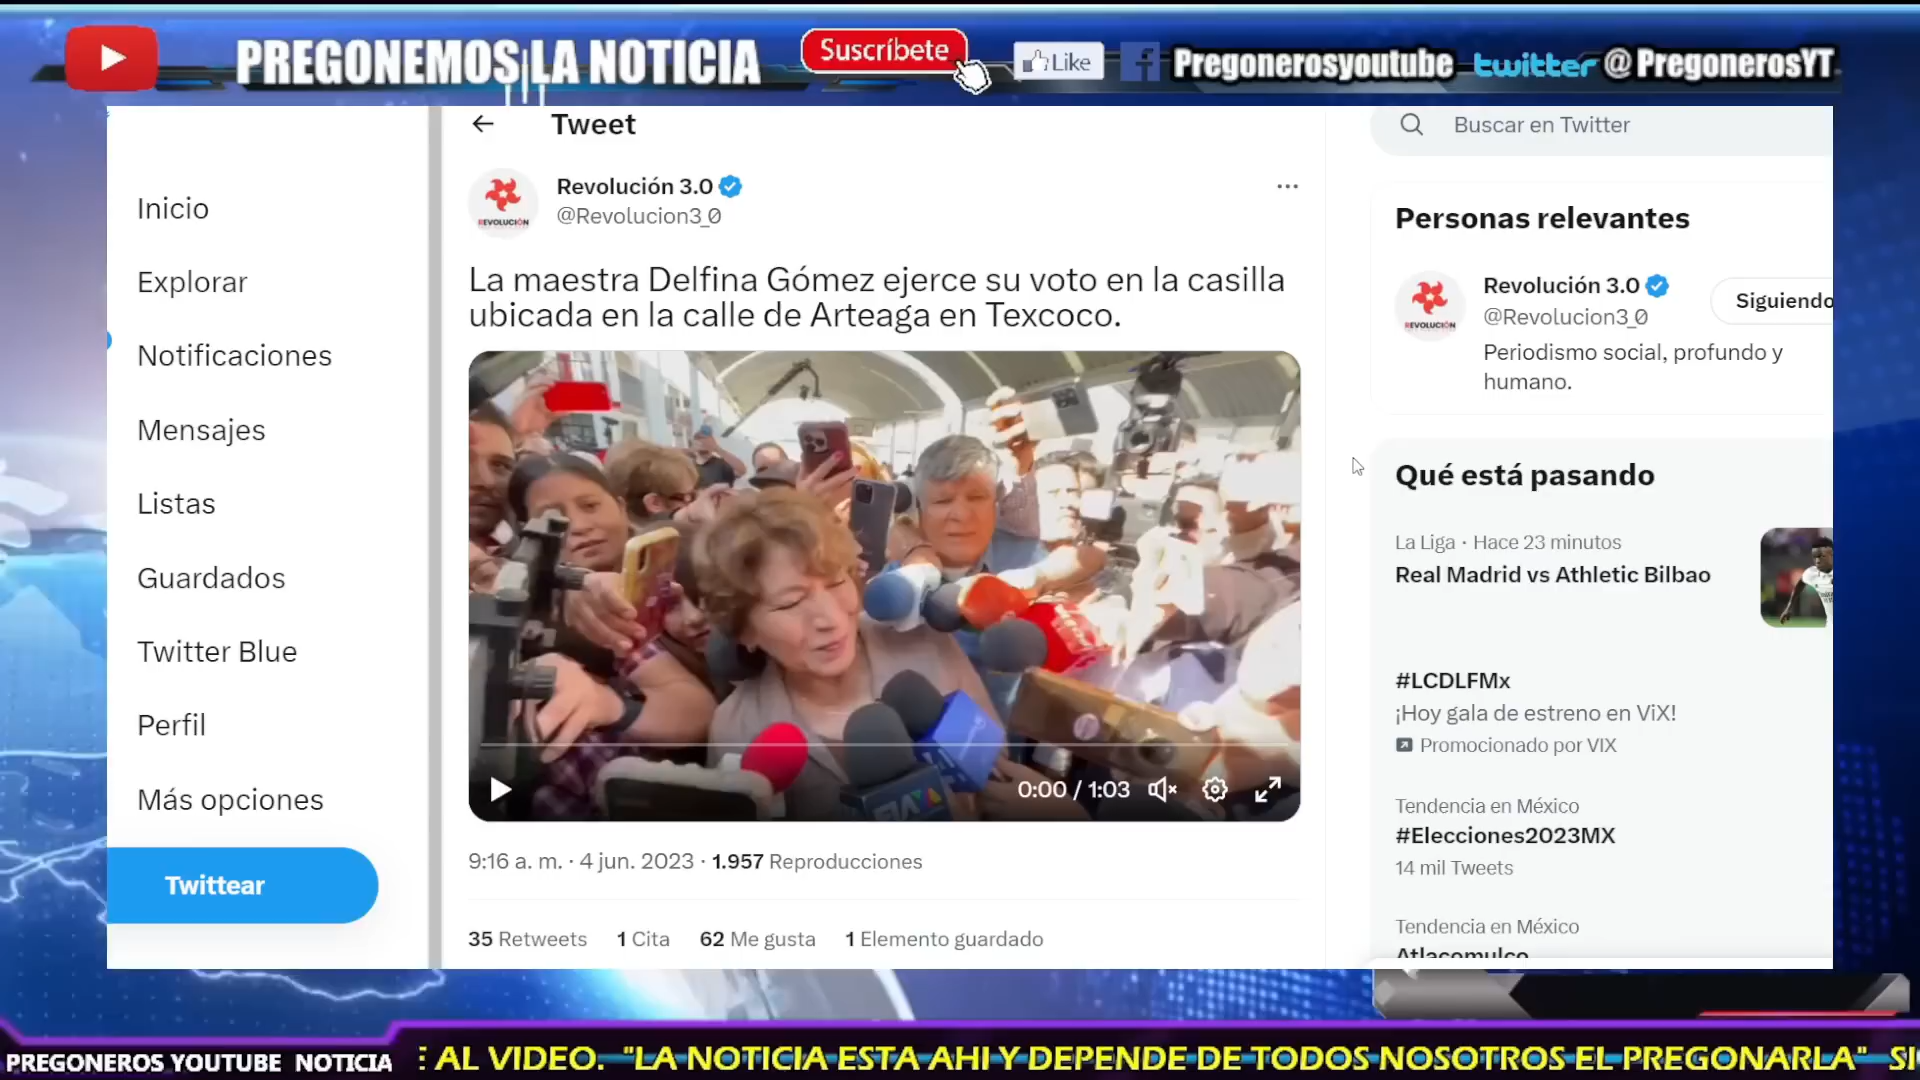 PREGONEMOS LA NOTICIA
Suscríbete
Like
Pregonerosyoutube
twitter @PregonerosYT
Tweet
Buscar en Twitter
Inicio
Explorar
Notificaciones
Mensajes
Listas
Guardados
Twitter Blue
Perfil
Más opciones
Twittear
REVOLUCIÓN
Revolución 3.0
@Revolucion3_0
La maestra Delfina Gómez ejerce su voto en la casilla
ubicada en la calle de Arteaga en Texcoco.
0:00 / 1:03
9:16 a. m. · 4 jun. 2023 · 1.957 Reproducciones
35 Retweets 1 Cita 62 Me gusta 1 Elemento guardado
Personas relevantes
REVOLUCIÓN
Revolución 3.0
@Revolucion3_0
Siguiendo
Periodismo social, profundo y
humano.
Qué está pasando
La Liga · Hace 23 minutos
Real Madrid vs Athletic Bilbao
#LCDLFMx
¡Hoy gala de estreno en ViX!
Promocionado por VIX
Tendencia en México
#Elecciones2023MX
14 mil Tweets
Tendencia en México
Atlacomulco
PREGONEROS YOUTUBE NOTICIA
E AL VIDEO. "LA NOTICIA ESTA AHI Y DEPENDE DE TODOS NOSOTROS EL PREGONARLA" SI